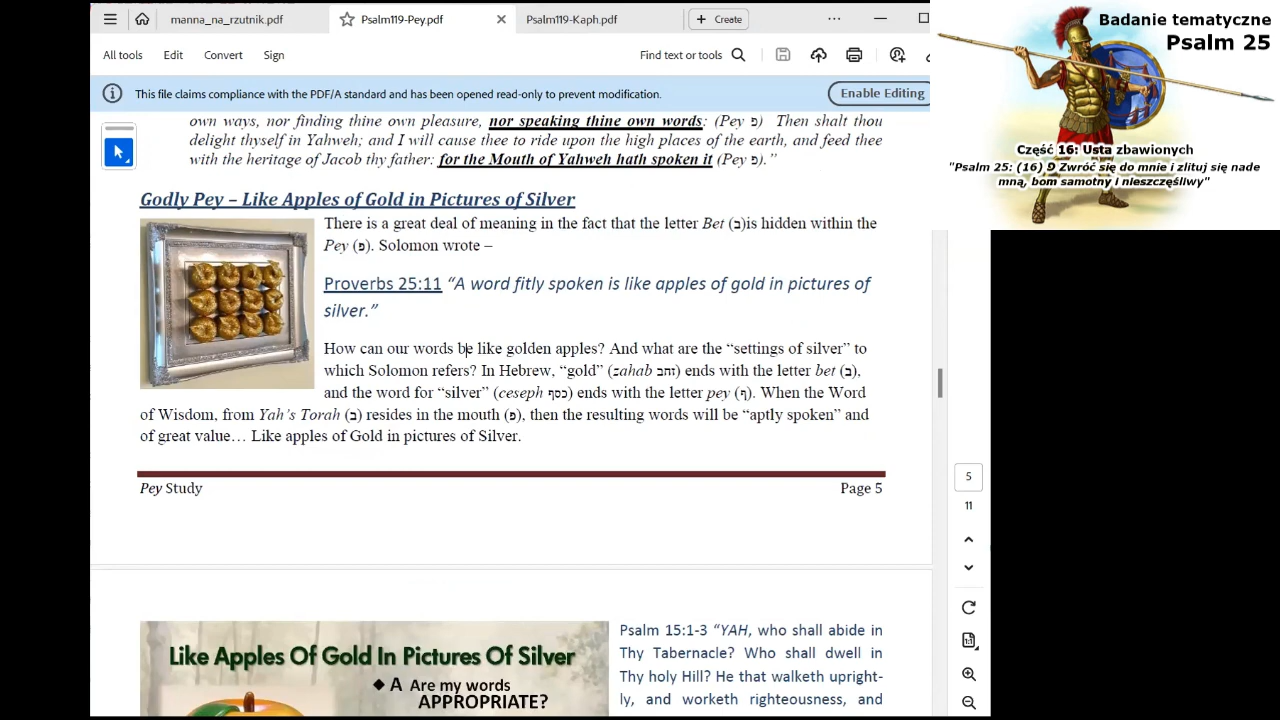 manna_na_rzutnik.pdf
Psalm119-Pey.pdf
Psalm119-Kaph.pdf
Create
All tools Edit Convert Sign
Find text or tools
This file claims compliance with the PDF/A standard and has been opened read-only to prevent modification.
Enable Editing
own ways, nor finding thine own pleasure, nor speaking thine own words: (Pey פ) Then shalt thou
delight thyself in Yahweh; and I will cause thee to ride upon the high places of the earth, and feed thee
with the heritage of Jacob thy father: for the Mouth of Yahweh hath spoken it (Pey פ).”
Godly Pey – Like Apples of Gold in Pictures of Silver
There is a great deal of meaning in the fact that the letter Bet (ב)is hidden within the
Pey (פ). Solomon wrote –
Proverbs 25:11 “A word fitly spoken is like apples of gold in pictures of
silver.”
How can our words be like golden apples? And what are the “settings of silver” to
which Solomon refers? In Hebrew, “gold” (zahab זהב) ends with the letter bet (ב),
and the word for “silver” (ceseph כסף) ends with the letter pey (ף). When the Word
of Wisdom, from Yah’s Torah (ב) resides in the mouth (פ), then the resulting words will be “aptly spoken” and
of great value… Like apples of Gold in pictures of Silver.
Pey Study Page 5
5
11
Like Apples Of Gold In Pictures Of Silver
◆ A Are my words
APPROPRIATE?
Psalm 15:1-3 “YAH, who shall abide in
Thy Tabernacle? Who shall dwell in
Thy holy Hill? He that walketh upright-
ly, and worketh righteousness, and
Badanie tematyczne
Psalm 25
Część 16: Usta zbawionych
"Psalm 25: (16) פ Zwróć się do mnie i zlituj się nade
mną, bom samotny i nieszczęśliwy"